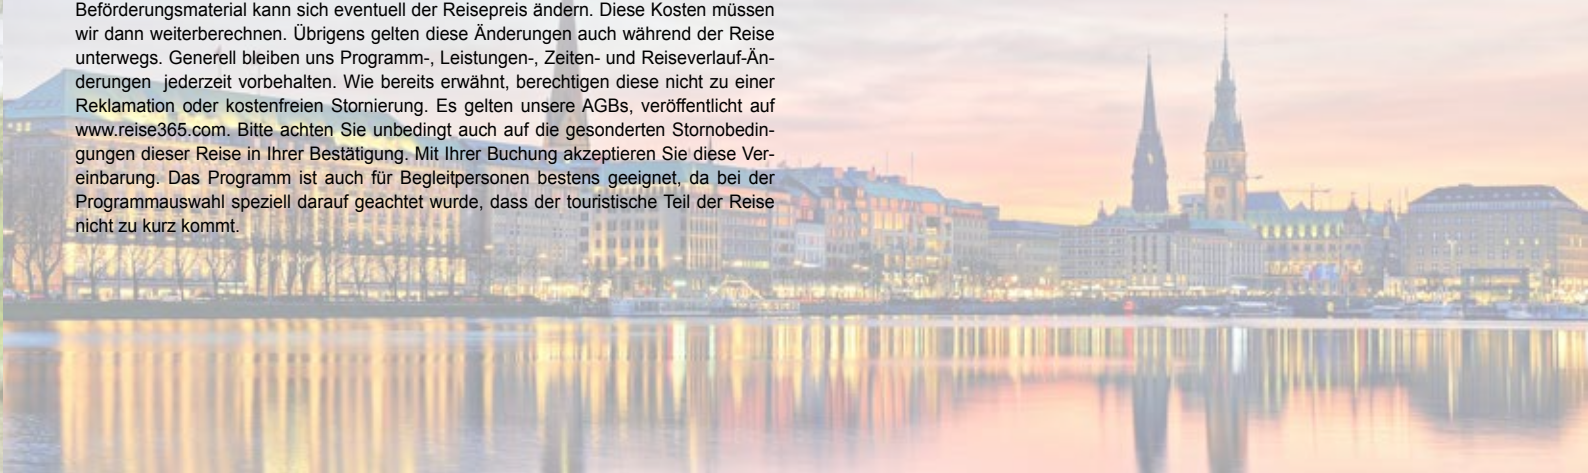 Beförderungsmaterial kann sich eventuell der Reisepreis ändern. Diese Kosten müssen
wir dann weiterberechnen. Übrigens gelten diese Änderungen auch während der Reise
unterwegs. Generell bleiben uns Programm-, Leistungen-, Zeiten- und Reiseverlauf-Än-
derungen jederzeit vorbehalten. Wie bereits erwähnt, berechtigen diese nicht zu einer
Reklamation oder kostenfreien Stornierung. Es gelten unsere AGBs, veröffentlicht auf
www.reise365.com. Bitte achten Sie unbedingt auch auf die gesonderten Stornobedin-
gungen dieser Reise in Ihrer Bestätigung. Mit Ihrer Buchung akzeptieren Sie diese Ver-
einbarung. Das Programm ist auch für Begleitpersonen bestens geeignet, da bei der
Programmauswahl speziell darauf geachtet wurde, dass der touristische Teil der Reise
nicht zu kurz kommt.